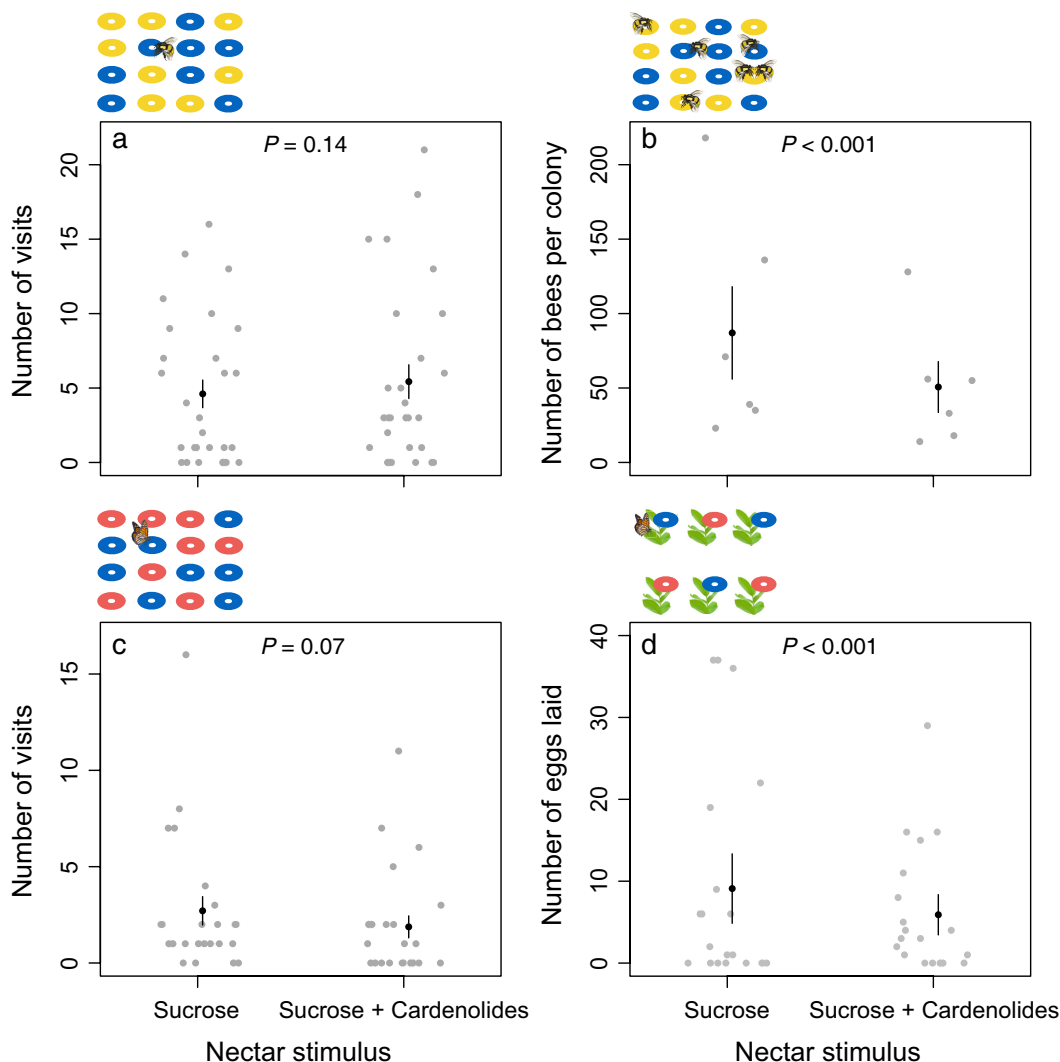 a
P = 0.14
Number of visits
20
15
10
5
0
b
P < 0.001
Number of bees per colony
200
150
100
50
0
c
P = 0.07
Number of visits
15
10
5
0
Sucrose
Sucrose + Cardenolides
Nectar stimulus
d
P < 0.001
Number of eggs laid
40
30
20
10
0
Sucrose
Sucrose + Cardenolides
Nectar stimulus